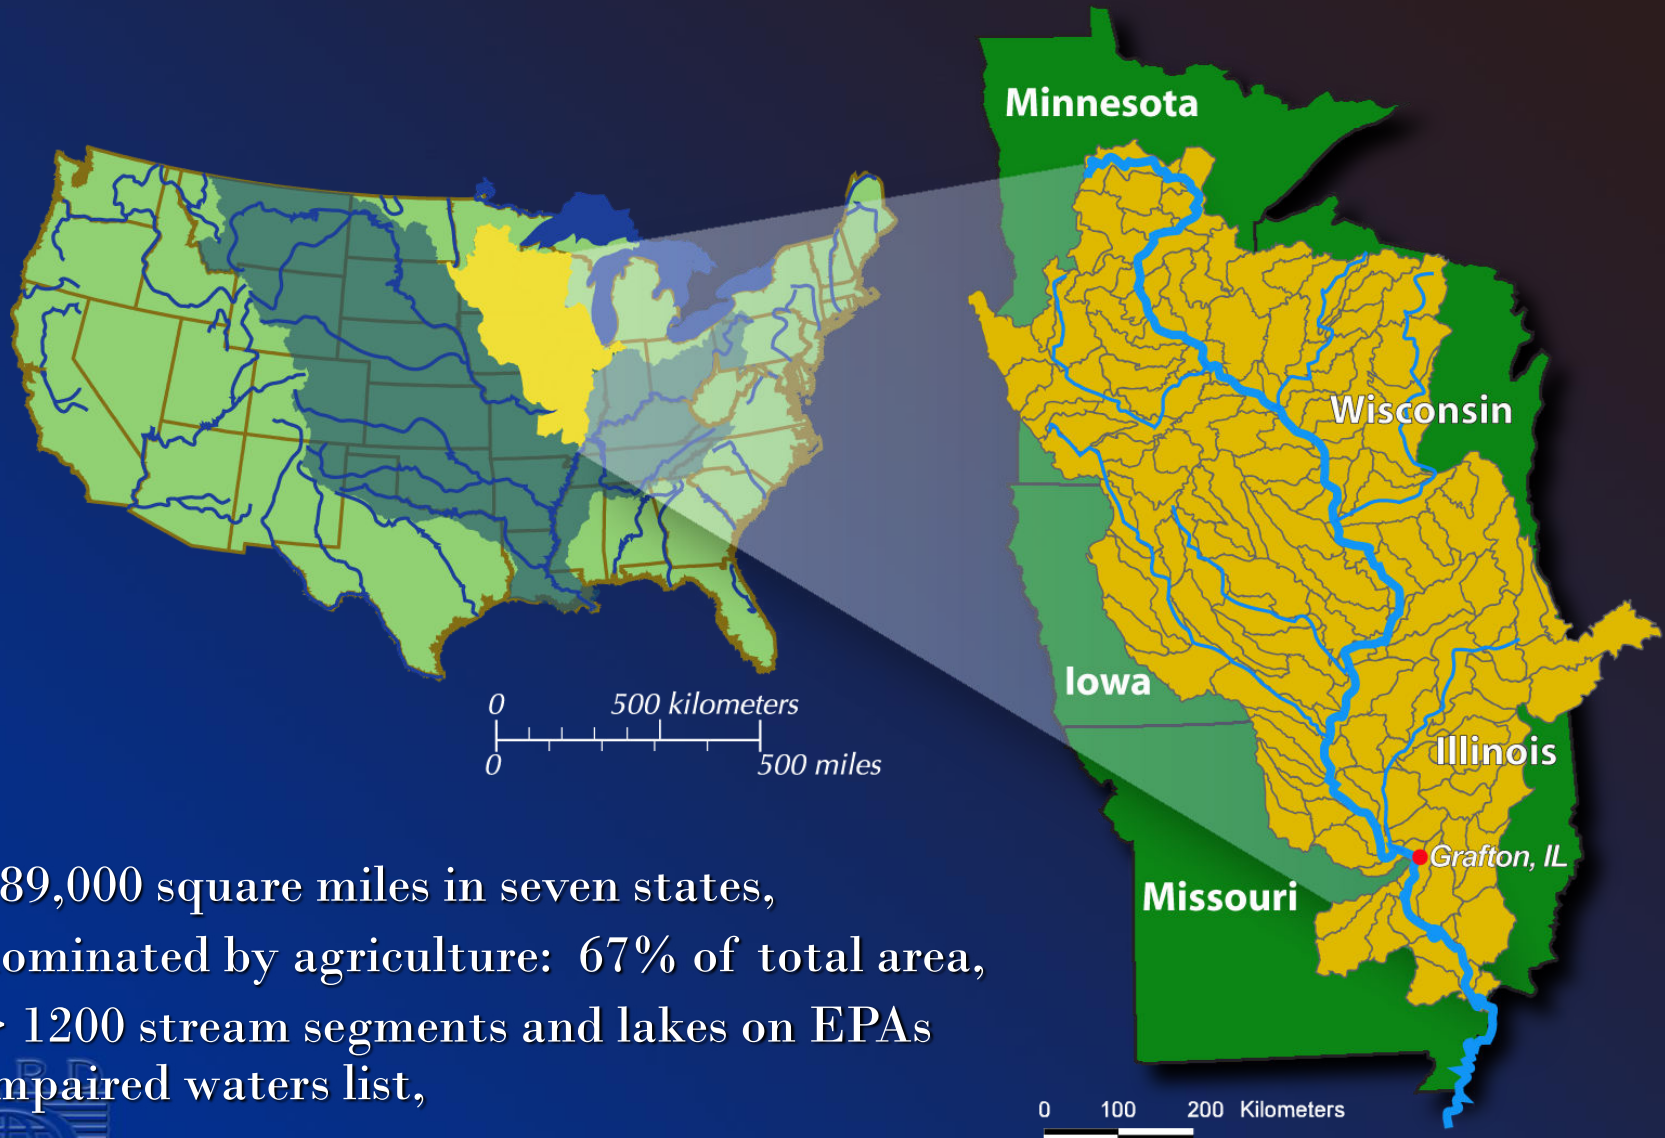 Minnesota
Wisconsin
Iowa
Illinois
Grafton, IL
Missouri
0 500 kilometers
0 500 miles
89,000 square miles in seven states,
ominated by agriculture: 67% of total area,
1200 stream segments and lakes on EPAs
mpaired waters list,
R D
0 100 200 Kilometers